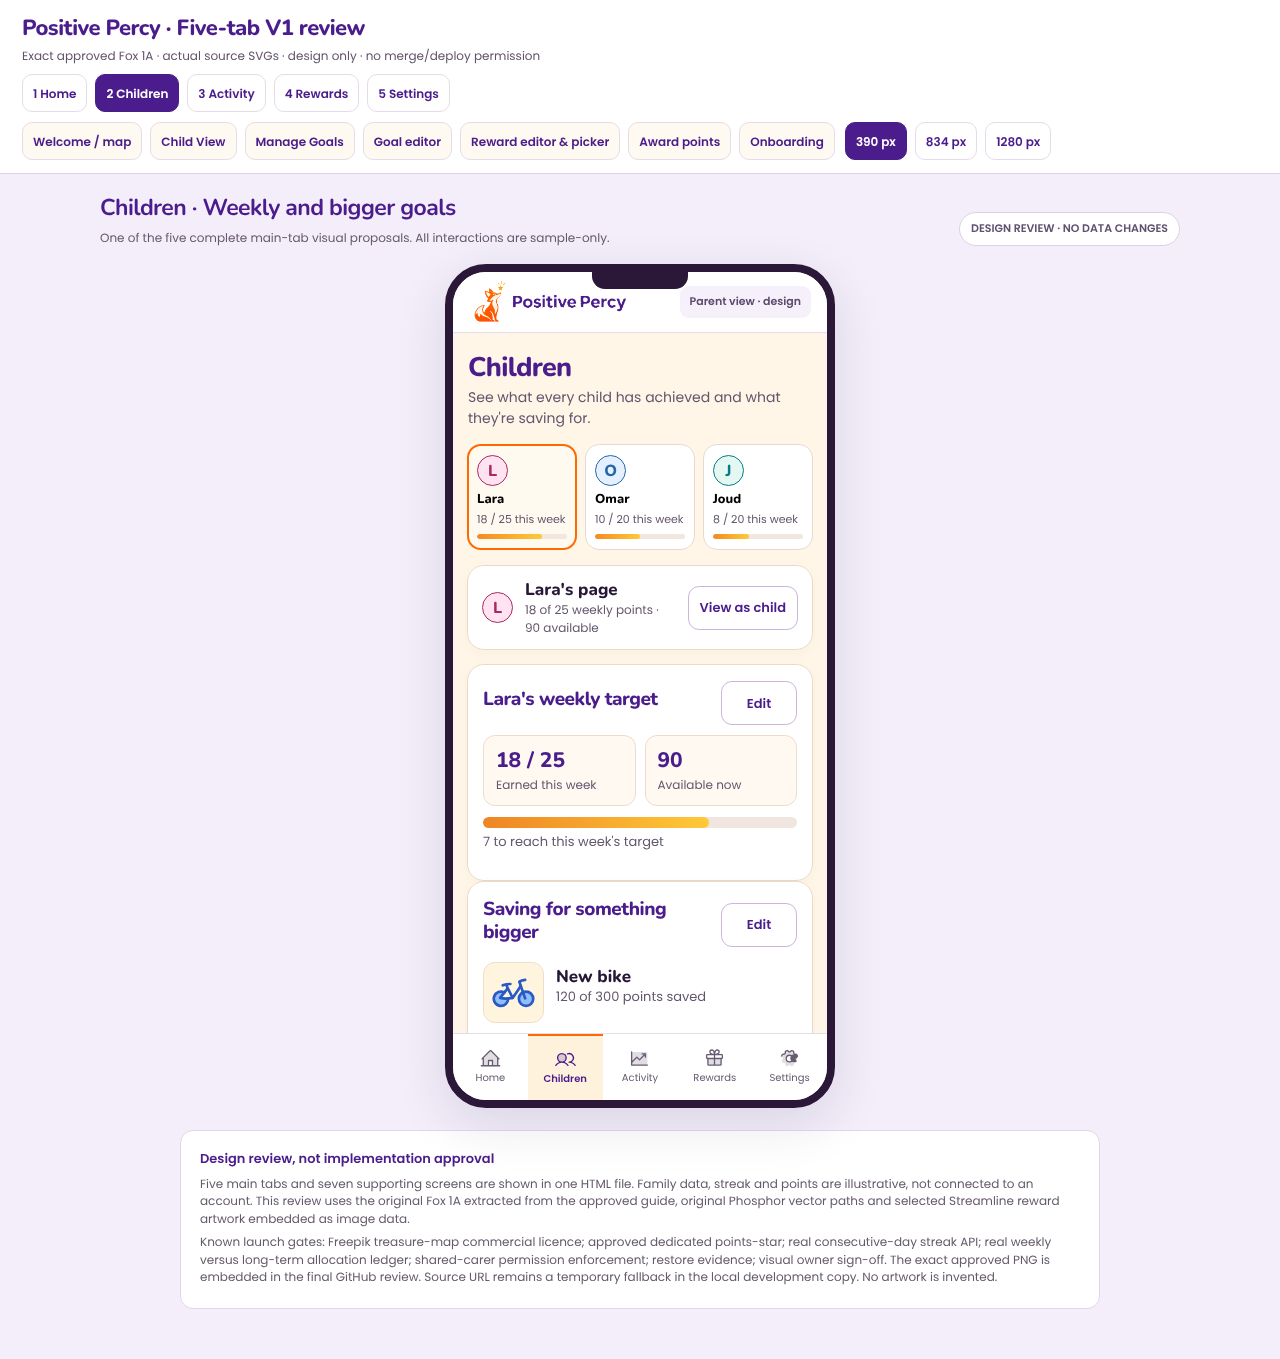 Positive Percy · Five-tab V1 review
Exact approved Fox 1A · actual source SVGs · design only · no merge/deploy permission
1 Home
2 Children
3 Activity
4 Rewards
5 Settings
Welcome / map
Child View
Manage Goals
Goal editor
Reward editor & picker
Award points
Onboarding
390 px
834 px
1280 px
Children · Weekly and bigger goals
One of the five complete main-tab visual proposals. All interactions are sample-only.
DESIGN REVIEW · NO DATA CHANGES
Positive Percy
Parent view · design
Children
See what every child has achieved and what
they're saving for.
L
Lara
18 / 25 this week
O
Omar
10 / 20 this week
J
Joud
8 / 20 this week
L
Lara's page
18 of 25 weekly points ·
90 available
View as child
Lara's weekly target
Edit
18 / 25
Earned this week
90
Available now
7 to reach this week's target
Saving for something
bigger
Edit
New bike
120 of 300 points saved
Home
Children
Activity
Rewards
Settings
Design review, not implementation approval
Five main tabs and seven supporting screens are shown in one HTML file. Family data, streak and points are illustrative, not connected to an
account. This review uses the original Fox 1A extracted from the approved guide, original Phosphor vector paths and selected Streamline reward
artwork embedded as image data.
Known launch gates: Freepik treasure-map commercial licence; approved dedicated points-star; real consecutive-day streak API; real weekly
versus long-term allocation ledger; shared-carer permission enforcement; restore evidence; visual owner sign-off. The exact approved PNG is
embedded in the final GitHub review. Source URL remains a temporary fallback in the local development copy. No artwork is invented.